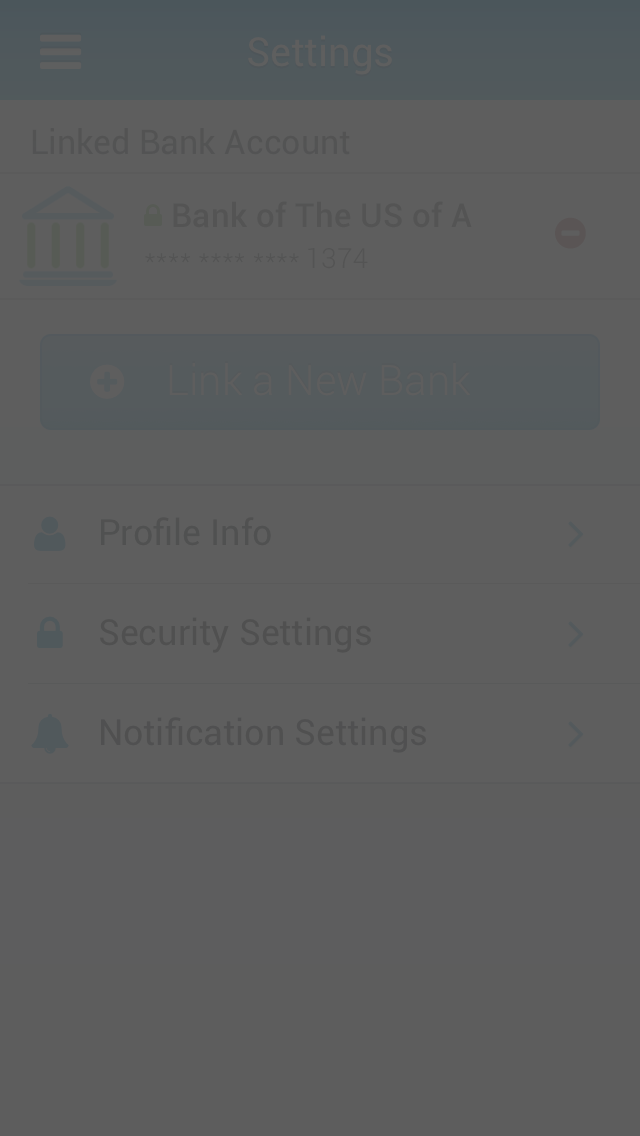 Settings
Linked Bank Account
Bank of The US of A
**** **** **** 1374
Link a New Bank
Profile Info
Security Settings
Notification Settings